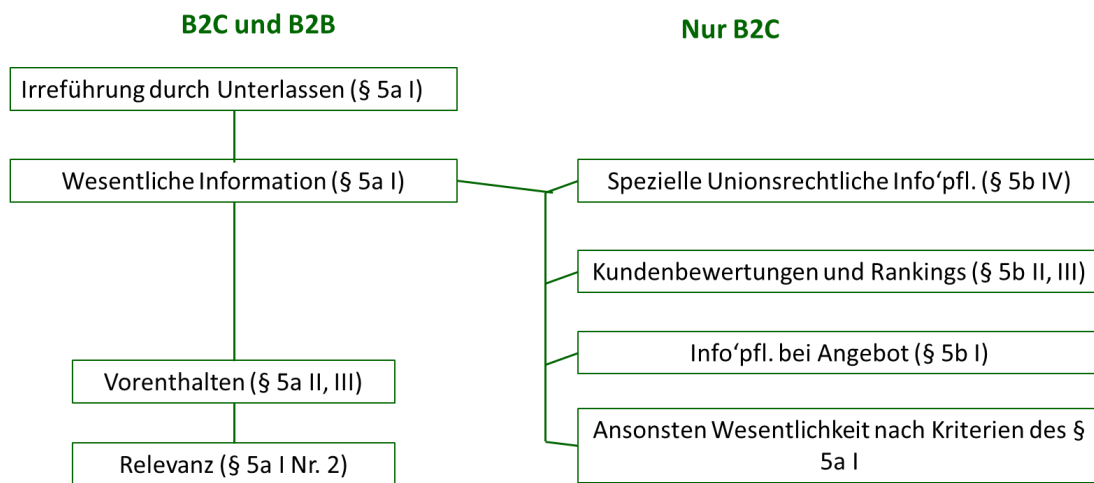 B2C und B2B
Nur B2C
Irreführung durch Unterlassen (§ 5a I)
Wesentliche Information (§ 5a I)
Spezielle Unionsrechtliche Info‘pfl. (§ 5b IV)
Kundenbewertungen und Rankings (§ 5b II, III)
Info‘pfl. bei Angebot (§ 5b I)
Vorenthalten (§ 5a II, III)
Ansonsten Wesentlichkeit nach Kriterien des §
5a I
Relevanz (§ 5a I Nr. 2)